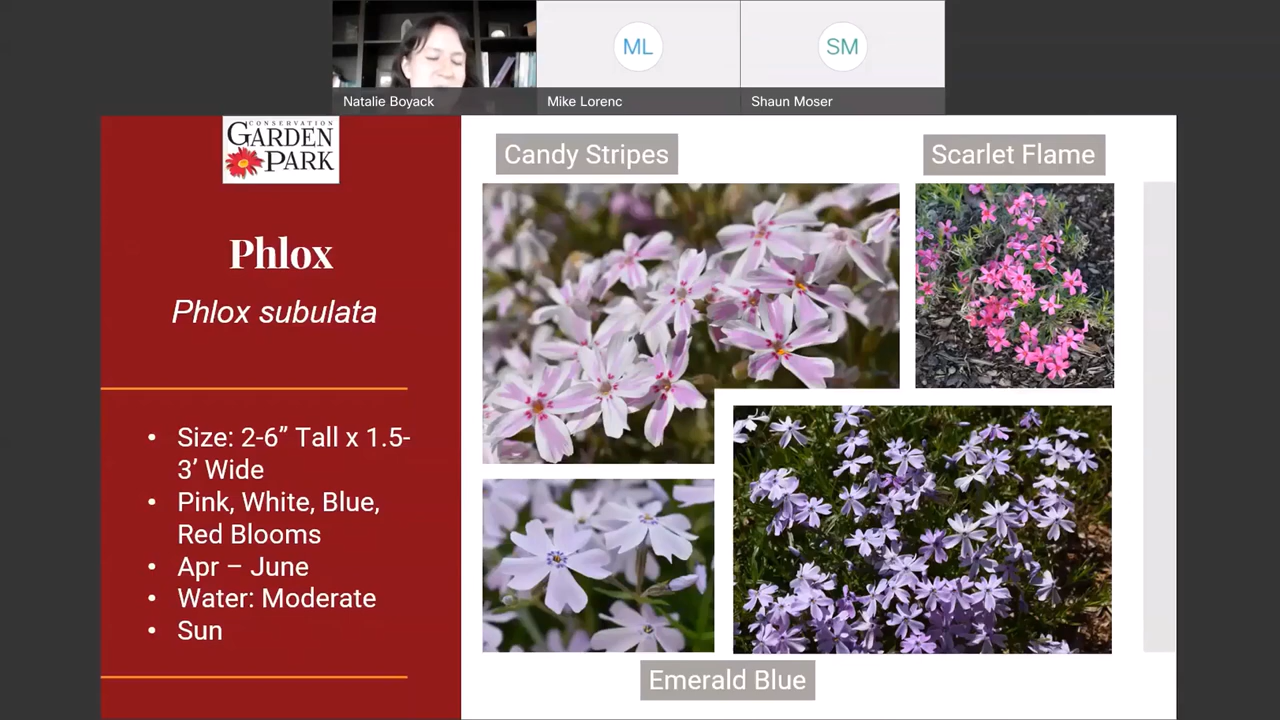 ML
SM
Natalie Boyack
Mike Lorenc
Shaun Moser
CONSERVATION
GARDEN
PARK
Phlox
Phlox subulata
• Size: 2-6” Tall x 1.5-
3’ Wide
• Pink, White, Blue,
Red Blooms
• Apr – June
• Water: Moderate
• Sun
Candy Stripes
Scarlet Flame
Emerald Blue